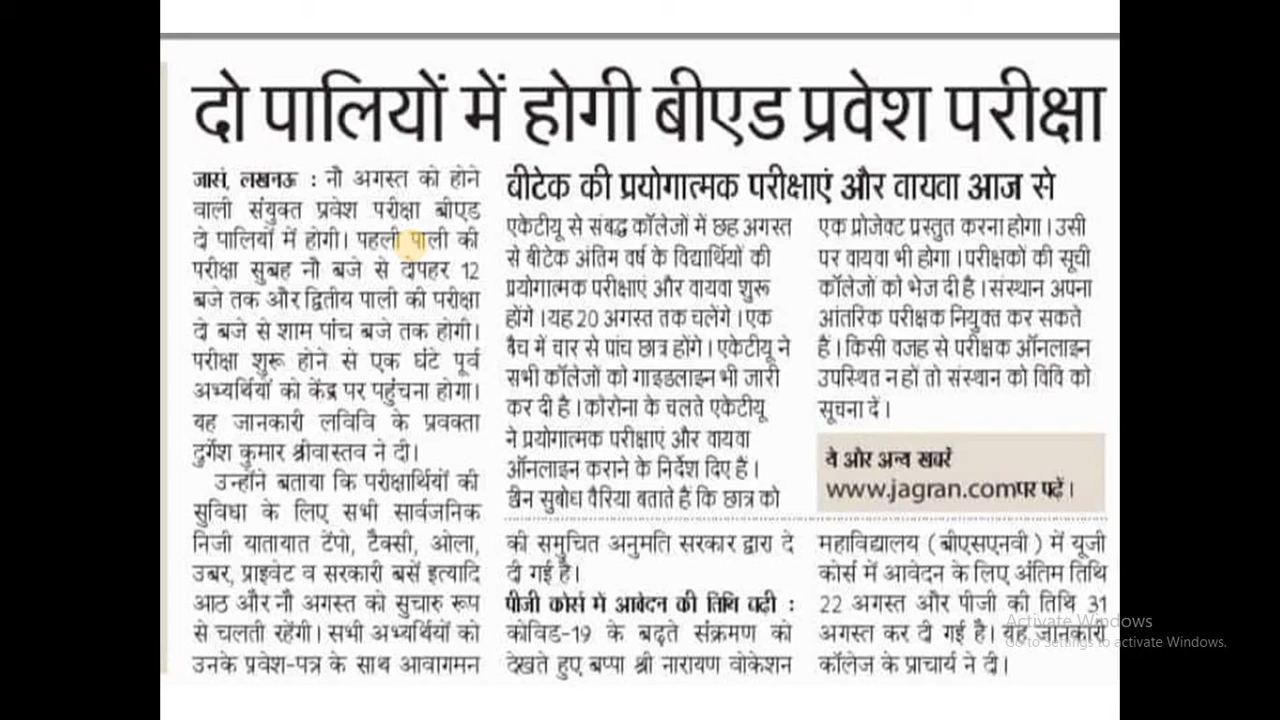 दो पालियों में होगी बीएड प्रवेश परीक्षा
जासं, लखनऊ : नौ अगस्त को होने
वाली संयुक्त प्रवेश परीक्षा बीएड
दो पालियों में होगी। पहली पाली की
परीक्षा सुबह नौ बजे से दोपहर 12
बजे तक और द्वितीय पाली की परीक्षा
दो बजे से शाम पांच बजे तक होगी।
परीक्षा शुरू होने से एक घंटे पूर्व
अभ्यर्थियों को केंद्र पर पहुंचना होगा।
यह जानकारी लविवि के प्रवक्ता
दुर्गेश कुमार श्रीवास्तव ने दी।
उन्होंने बताया कि परीक्षार्थियों की
सुविधा के लिए सभी सार्वजनिक
निजी यातायात टेंपो, टैक्सी, ओला,
उबर, प्राइवेट व सरकारी बसें इत्यादि
आठ और नौ अगस्त को सुचारु रूप
से चलती रहेंगी। सभी अभ्यर्थियों को
उनके प्रवेश-पत्र के साथ आवागमन
की समुचित अनुमति सरकार द्वारा दे
दी गई है।
बीटेक की प्रयोगात्मक परीक्षाएं और वायवा आज से
एकेटीयू से संबद्ध कॉलेजों में छह अगस्त
से बीटेक अंतिम वर्ष के विद्यार्थियों की
प्रयोगात्मक परीक्षाएं और वायवा शुरू
होंगे। यह 20 अगस्त तक चलेंगे। एक
बैच में चार से पांच छात्र होंगे। एकेटीयू ने
सभी कॉलेजों को गाइडलाइन भी जारी
कर दी है। कोरोना के चलते एकेटीयू
ने प्रयोगात्मक परीक्षाएं और वायवा
ऑनलाइन कराने के निर्देश दिए हैं।
डीन सुबोध वैरिया बताते हैं कि छात्र को
एक प्रोजेक्ट प्रस्तुत करना होगा। उसी
पर वायवा भी होगा। परीक्षकों की सूची
कॉलेजों को भेज दी है। संस्थान अपना
आंतरिक परीक्षक नियुक्त कर सकते
हैं। किसी वजह से परीक्षक ऑनलाइन
उपस्थित न हों तो संस्थान को विवि को
सूचना दें।
ये और अन्य खबरें
www.jagran.com पर पढ़ें।
पीजी कोर्स में आवेदन की तिथि बढ़ी :
कोविड-19 के बढ़ते संक्रमण को
देखते हुए बप्पा श्री नारायण वोकेशन
महाविद्यालय (बीएसएनवी) में यूजी
कोर्स में आवेदन के लिए अंतिम तिथि
22 अगस्त और पीजी की तिथि 31
अगस्त कर दी गई है। यह जानकारी
कॉलेज के प्राचार्य ने दी।
Activate Windows
Go to Settings to activate Windows.